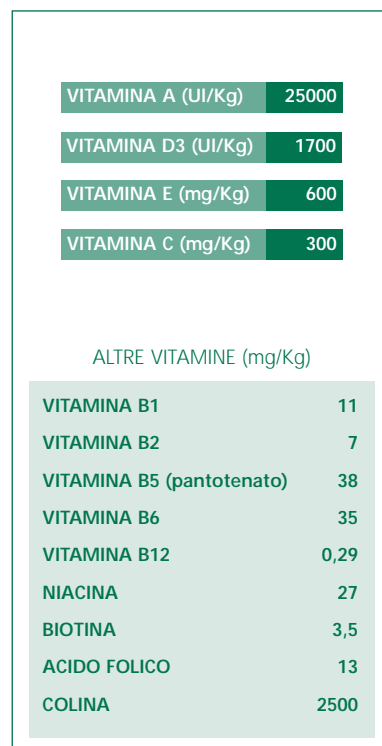 VITAMINA A (UI/Kg) 25000
VITAMINA D3 (UI/Kg) 1700
VITAMINA E (mg/Kg) 600
VITAMINA C (mg/Kg) 300
ALTRE VITAMINE (mg/Kg)
VITAMINA B1 11
VITAMINA B2 7
VITAMINA B5 (pantotenato) 38
VITAMINA B6 35
VITAMINA B12 0,29
NIACINA 27
BIOTINA 3,5
ACIDO FOLICO 13
COLINA 2500